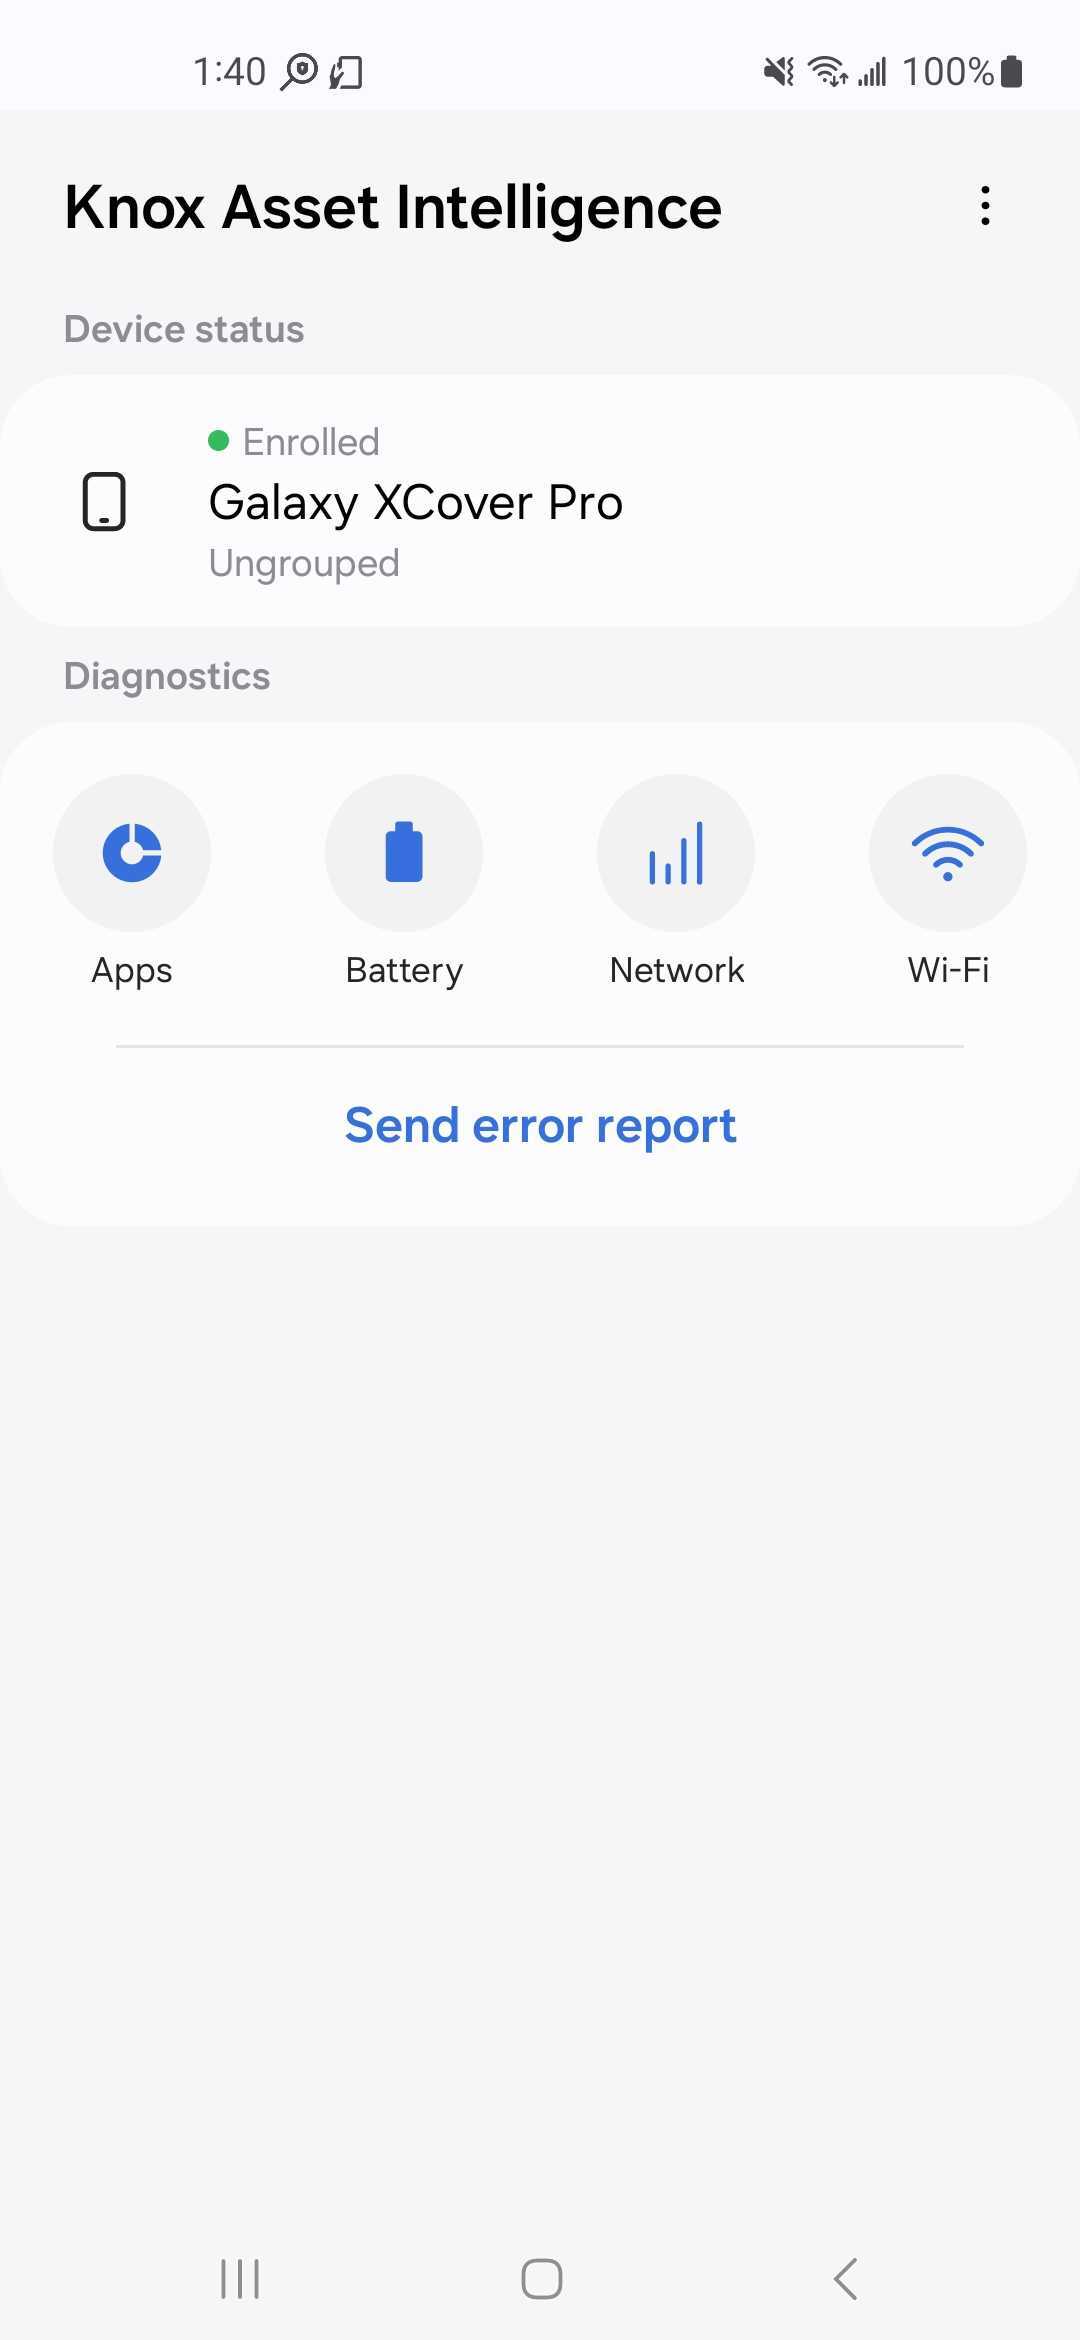 1:40 100%
Knox Asset Intelligence
Device status
Enrolled
Galaxy XCover Pro
Ungrouped
Diagnostics
Apps Battery Network Wi-Fi
Send error report